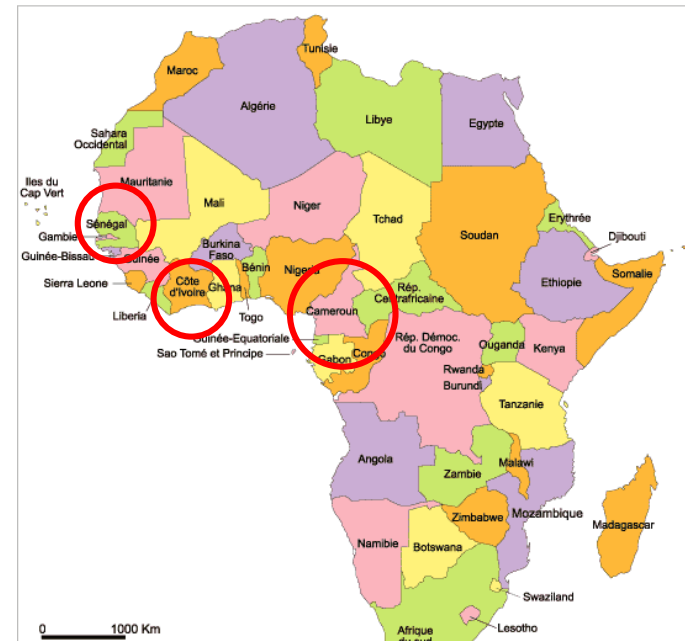 Tunisie
Maroc
Algérie
Libye
Egypte
Sahara
Occidental
Mauritanie
Iles du
Cap Vert
Mali
Niger
Tchad
Sénégal
Gambie
Soudan
Erythrée
Djibouti
Burkina
Faso
Guinée-Bissau
Guinée
Bénin
Nigeria
Somalie
Sierra Leone
Côte
d'Ivoire
Ghana
Rép.
Centrafricaine
Ethiopie
Cameroun
Liberia
Togo
Guinée-Equatoriale
Sao Tomé et Principe
Gabon
Congo
Rép. Démoc.
du Congo
Ouganda
Kenya
Rwanda
Burundi
Tanzanie
Angola
Zambie
Malawi
Mozambique
Zimbabwe
Madagascar
Namibie
Botswana
Swaziland
Lesotho
Afrique
du sud
0 1000 Km